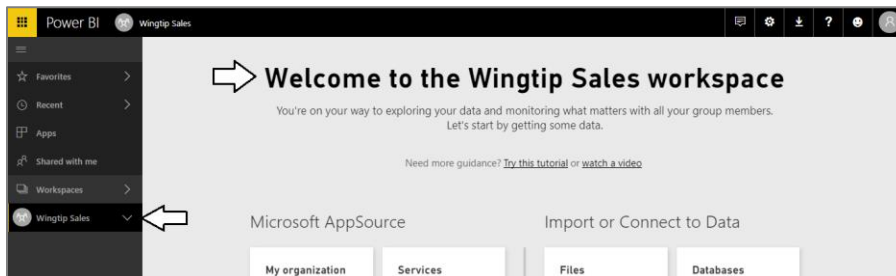 Power BI
Wingtip Sales
?
Favorites
Recent
Apps
Shared with me
Workspaces
Wingtip Sales
Welcome to the Wingtip Sales workspace
You're on your way to exploring your data and monitoring what matters with all your group members.
Let's start by getting some data.
Need more guidance? Try this tutorial or watch a video
Microsoft AppSource
Import or Connect to Data
My organization
Services
Files
Databases